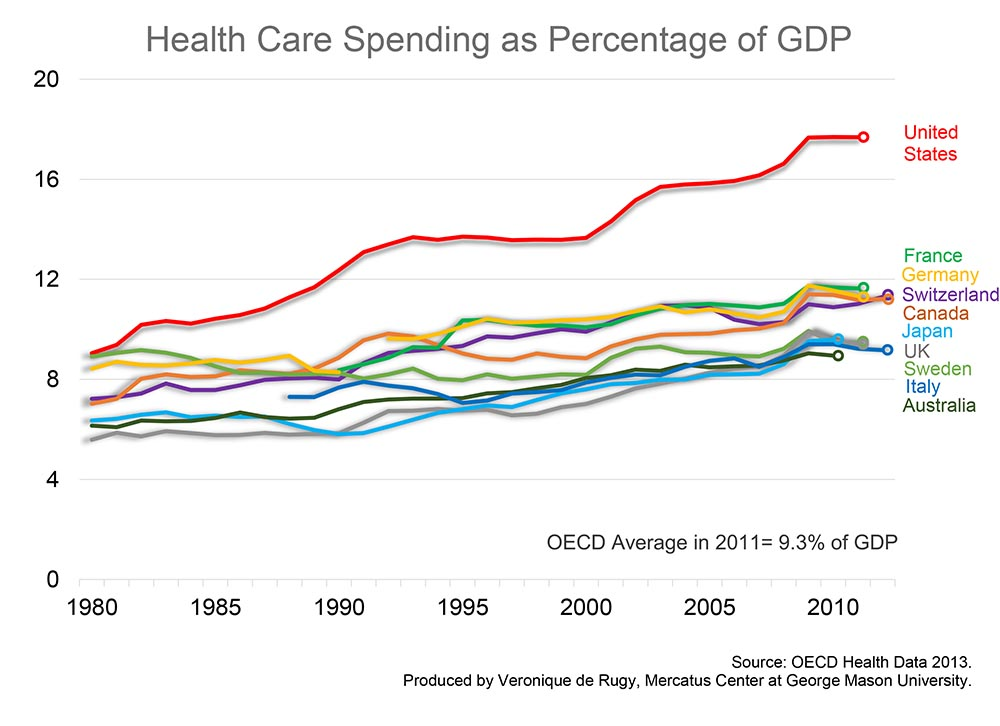 Health Care Spending as Percentage of GDP
20
16
12
8
4
0
United
States
France
Germany
Switzerland
Canada
Japan
UK
Sweden
Italy
Australia
OECD Average in 2011= 9.3% of GDP
1980 1985 1990 1995 2000 2005 2010
Source: OECD Health Data 2013.
Produced by Veronique de Rugy, Mercatus Center at George Mason University.